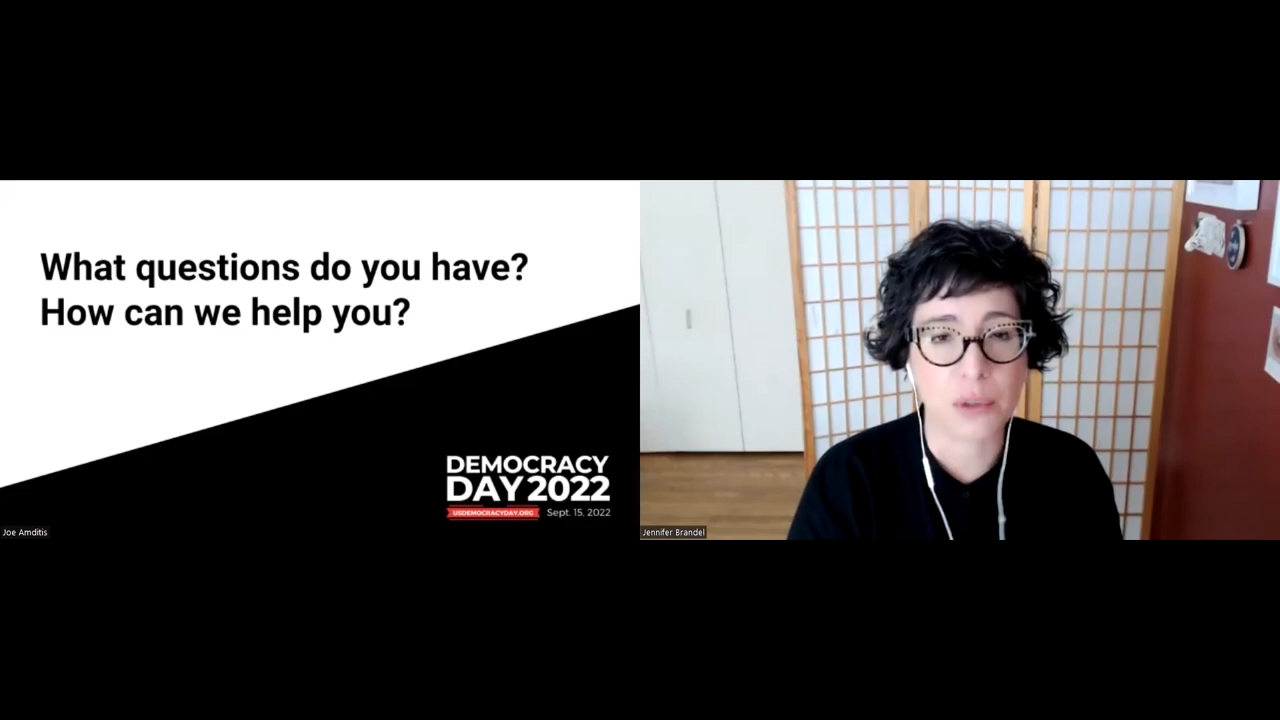 What questions do you have?
How can we help you?
DEMOCRACY
DAY 2022
USDEMOCRACYDAY.ORG Sept. 15, 2022
Joe Amditis
Jennifer Brandel